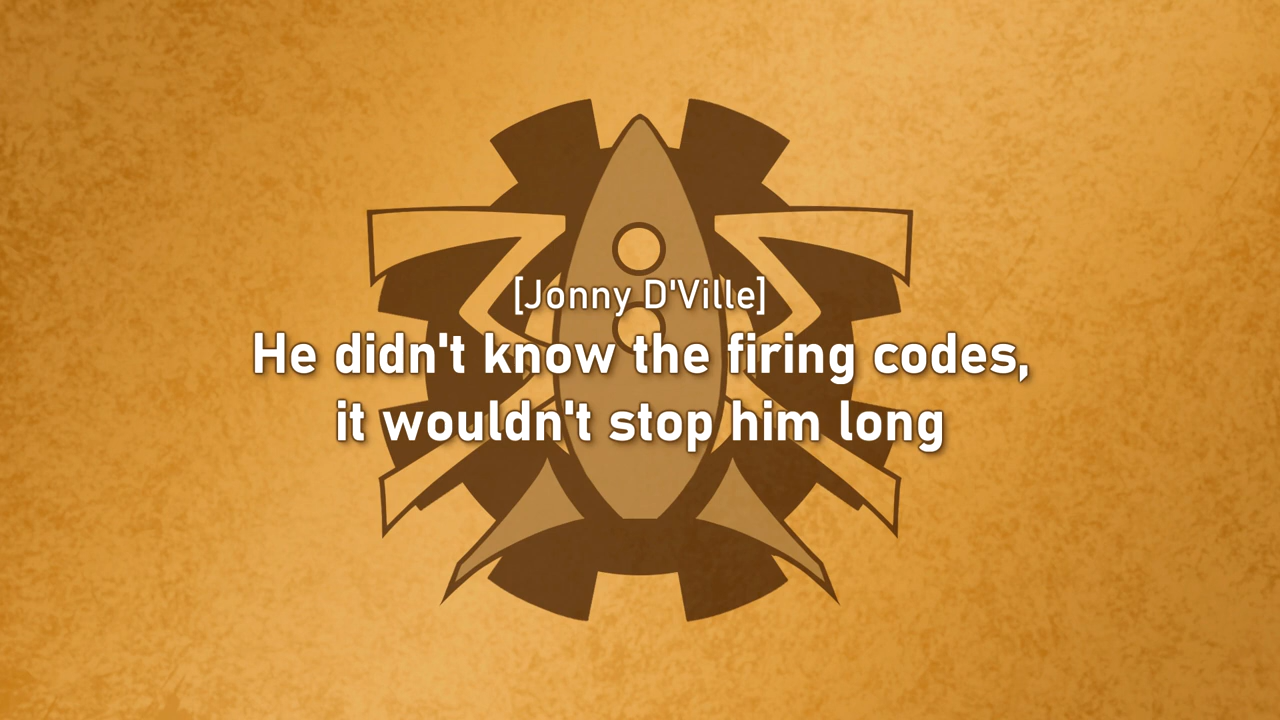 [Jonny D'Ville]
He didn't know the firing codes,
it wouldn't stop him long